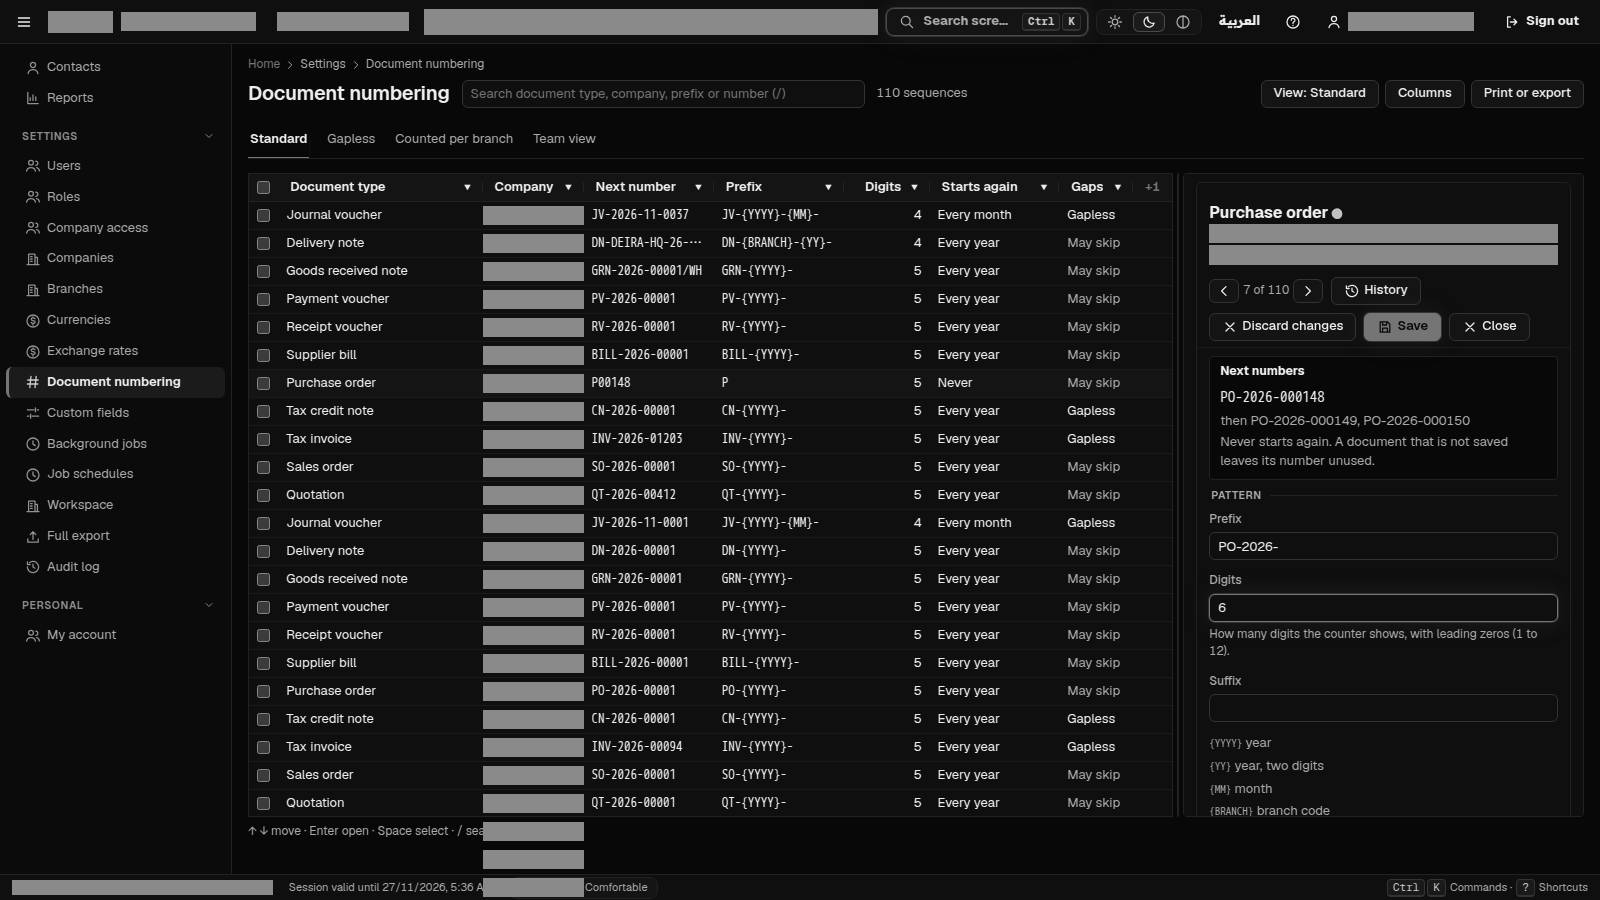 Search scre... Ctrl K
العربية
Sign out
Contacts
Reports
SETTINGS
Users
Roles
Company access
Companies
Branches
Currencies
Exchange rates
Document numbering
Custom fields
Background jobs
Job schedules
Workspace
Full export
Audit log
PERSONAL
My account
Home > Settings > Document numbering
Document numbering
Search document type, company, prefix or number (/)
110 sequences
View: Standard
Columns
Print or export
Standard Gapless Counted per branch Team view
Document type Company Next number Prefix Digits Starts again Gaps +1
Journal voucher JV-2026-11-0037 JV-{YYYY}-{MM}- 4 Every month Gapless
Delivery note DN-DEIRA-HQ-26-··· DN-{BRANCH}-{YY}- 4 Every year May skip
Goods received note GRN-2026-00001/WH GRN-{YYYY}- 5 Every year May skip
Payment voucher PV-2026-00001 PV-{YYYY}- 5 Every year May skip
Receipt voucher RV-2026-00001 RV-{YYYY}- 5 Every year May skip
Supplier bill BILL-2026-00001 BILL-{YYYY}- 5 Every year May skip
Purchase order P00148 P 5 Never May skip
Tax credit note CN-2026-00001 CN-{YYYY}- 5 Every year Gapless
Tax invoice INV-2026-01203 INV-{YYYY}- 5 Every year Gapless
Sales order SO-2026-00001 SO-{YYYY}- 5 Every year May skip
Quotation QT-2026-00412 QT-{YYYY}- 5 Every year May skip
Journal voucher JV-2026-11-0001 JV-{YYYY}-{MM}- 4 Every month Gapless
Delivery note DN-2026-00001 DN-{YYYY}- 5 Every year May skip
Goods received note GRN-2026-00001 GRN-{YYYY}- 5 Every year May skip
Payment voucher PV-2026-00001 PV-{YYYY}- 5 Every year May skip
Receipt voucher RV-2026-00001 RV-{YYYY}- 5 Every year May skip
Supplier bill BILL-2026-00001 BILL-{YYYY}- 5 Every year May skip
Purchase order PO-2026-00001 PO-{YYYY}- 5 Every year May skip
Tax credit note CN-2026-00001 CN-{YYYY}- 5 Every year Gapless
Tax invoice INV-2026-00094 INV-{YYYY}- 5 Every year Gapless
Sales order SO-2026-00001 SO-{YYYY}- 5 Every year May skip
Quotation QT-2026-00001 QT-{YYYY}- 5 Every year May skip
↑↓ move · Enter open · Space select · / sea
Purchase order
7 of 110
History
Discard changes
Save
Close
Next numbers
PO-2026-000148
then PO-2026-000149, PO-2026-000150
Never starts again. A document that is not saved
leaves its number unused.
PATTERN
Prefix
PO-2026-
Digits
6
How many digits the counter shows, with leading zeros (1 to
12).
Suffix
{YYYY} year
{YY} year, two digits
{MM} month
{BRANCH} branch code
Session valid until 27/11/2026, 5:36 A
Comfortable
Ctrl K Commands · ? Shortcuts